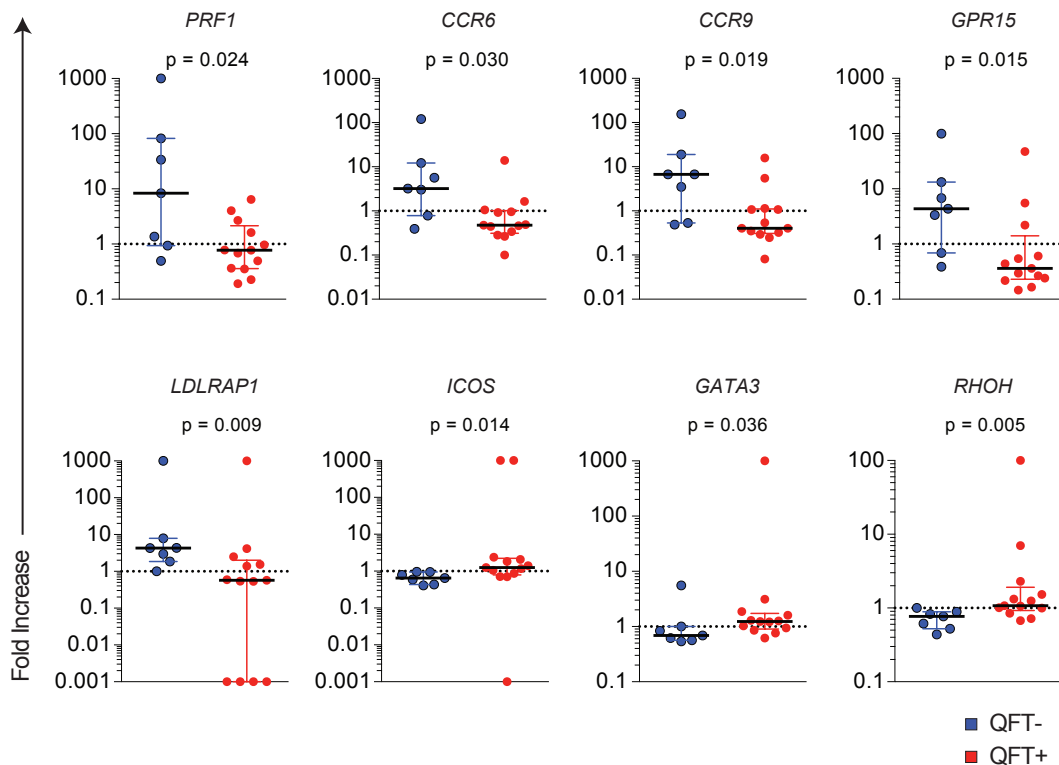 PRF1
CCR6
CCR9
GPR15
p = 0.024
p = 0.030
p = 0.019
p = 0.015
1000
100
10
1
0.1
1000
100
10
1
0.1
0.01
1000
100
10
1
0.1
0.01
1000
100
10
1
0.1
Fold Increase
LDLRAP1
ICOS
GATA3
RHOH
p = 0.009
p = 0.014
p = 0.036
p = 0.005
1000
100
10
1
0.1
0.01
0.001
1000
100
10
1
0.1
0.01
0.001
1000
100
10
1
0.1
100
10
1
0.1
QFT-
QFT+